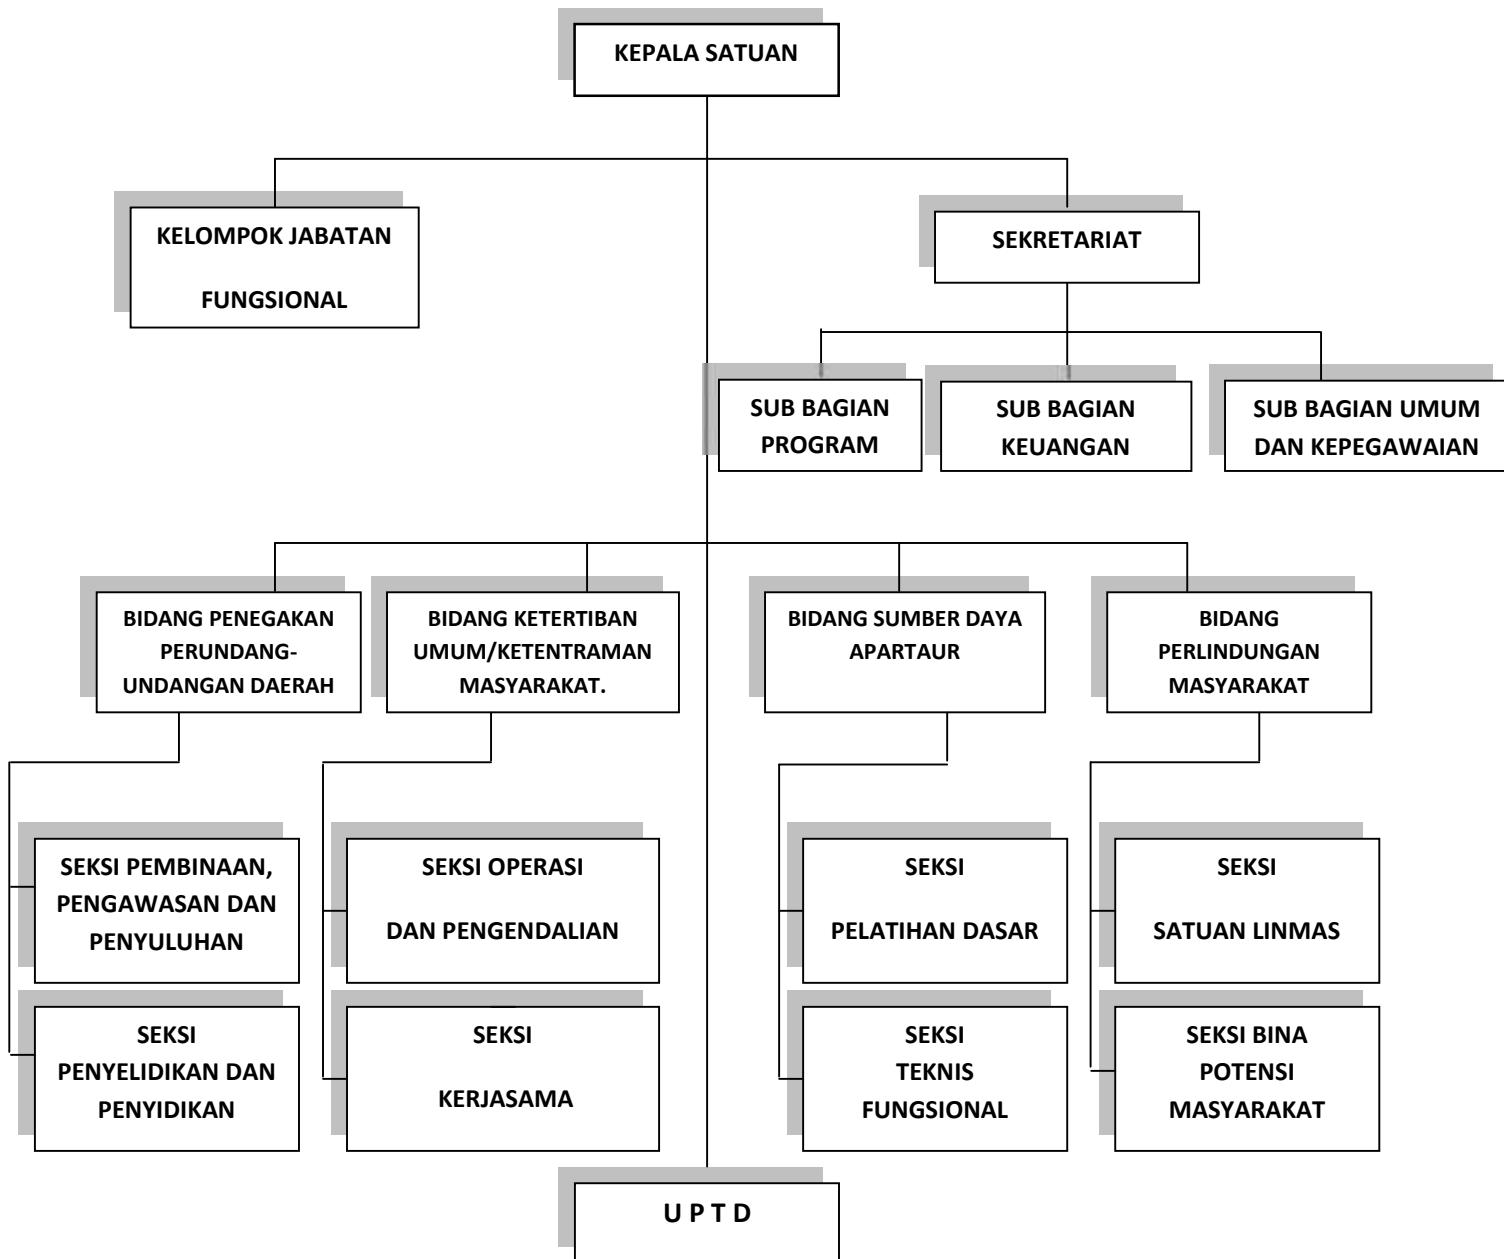 KEPALA SATUAN
KELOMPOK JABATAN
FUNGSIONAL
SEKRETARIAT
SUB BAGIAN
PROGRAM
SUB BAGIAN
KEUANGAN
SUB BAGIAN UMUM
DAN KEPEGAWAIAN
BIDANG PENEGAKAN
PERUNDANG-
UNDANGAN DAERAH
BIDANG KETERTIBAN
UMUM/KETENTRAMAN
MASYARAKAT.
BIDANG SUMBER DAYA
APARTAUR
BIDANG
PERLINDUNGAN
MASYARAKAT
SEKSI PEMBINAAN,
PENGAWASAN DAN
PENYULUHAN
SEKSI OPERASI
DAN PENGENDALIAN
SEKSI
PELATIHAN DASAR
SEKSI
SATUAN LINMAS
SEKSI
PENYELIDIKAN DAN
PENYIDIKAN
SEKSI
KERJASAMA
SEKSI
TEKNIS
FUNGSIONAL
SEKSI BINA
POTENSI
MASYARAKAT
U P T D